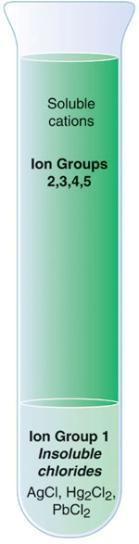 Soluble
cations
Ion Groups
2,3,4,5
Ion Group 1
Insoluble
chlorides
AgCl, Hg₂Cl₂,
PbCl₂